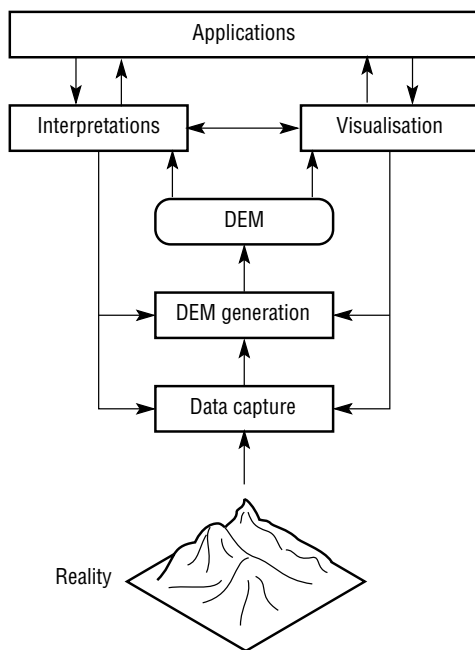 Applications
Interpretations
Visualisation
DEM
DEM generation
Data capture
Reality